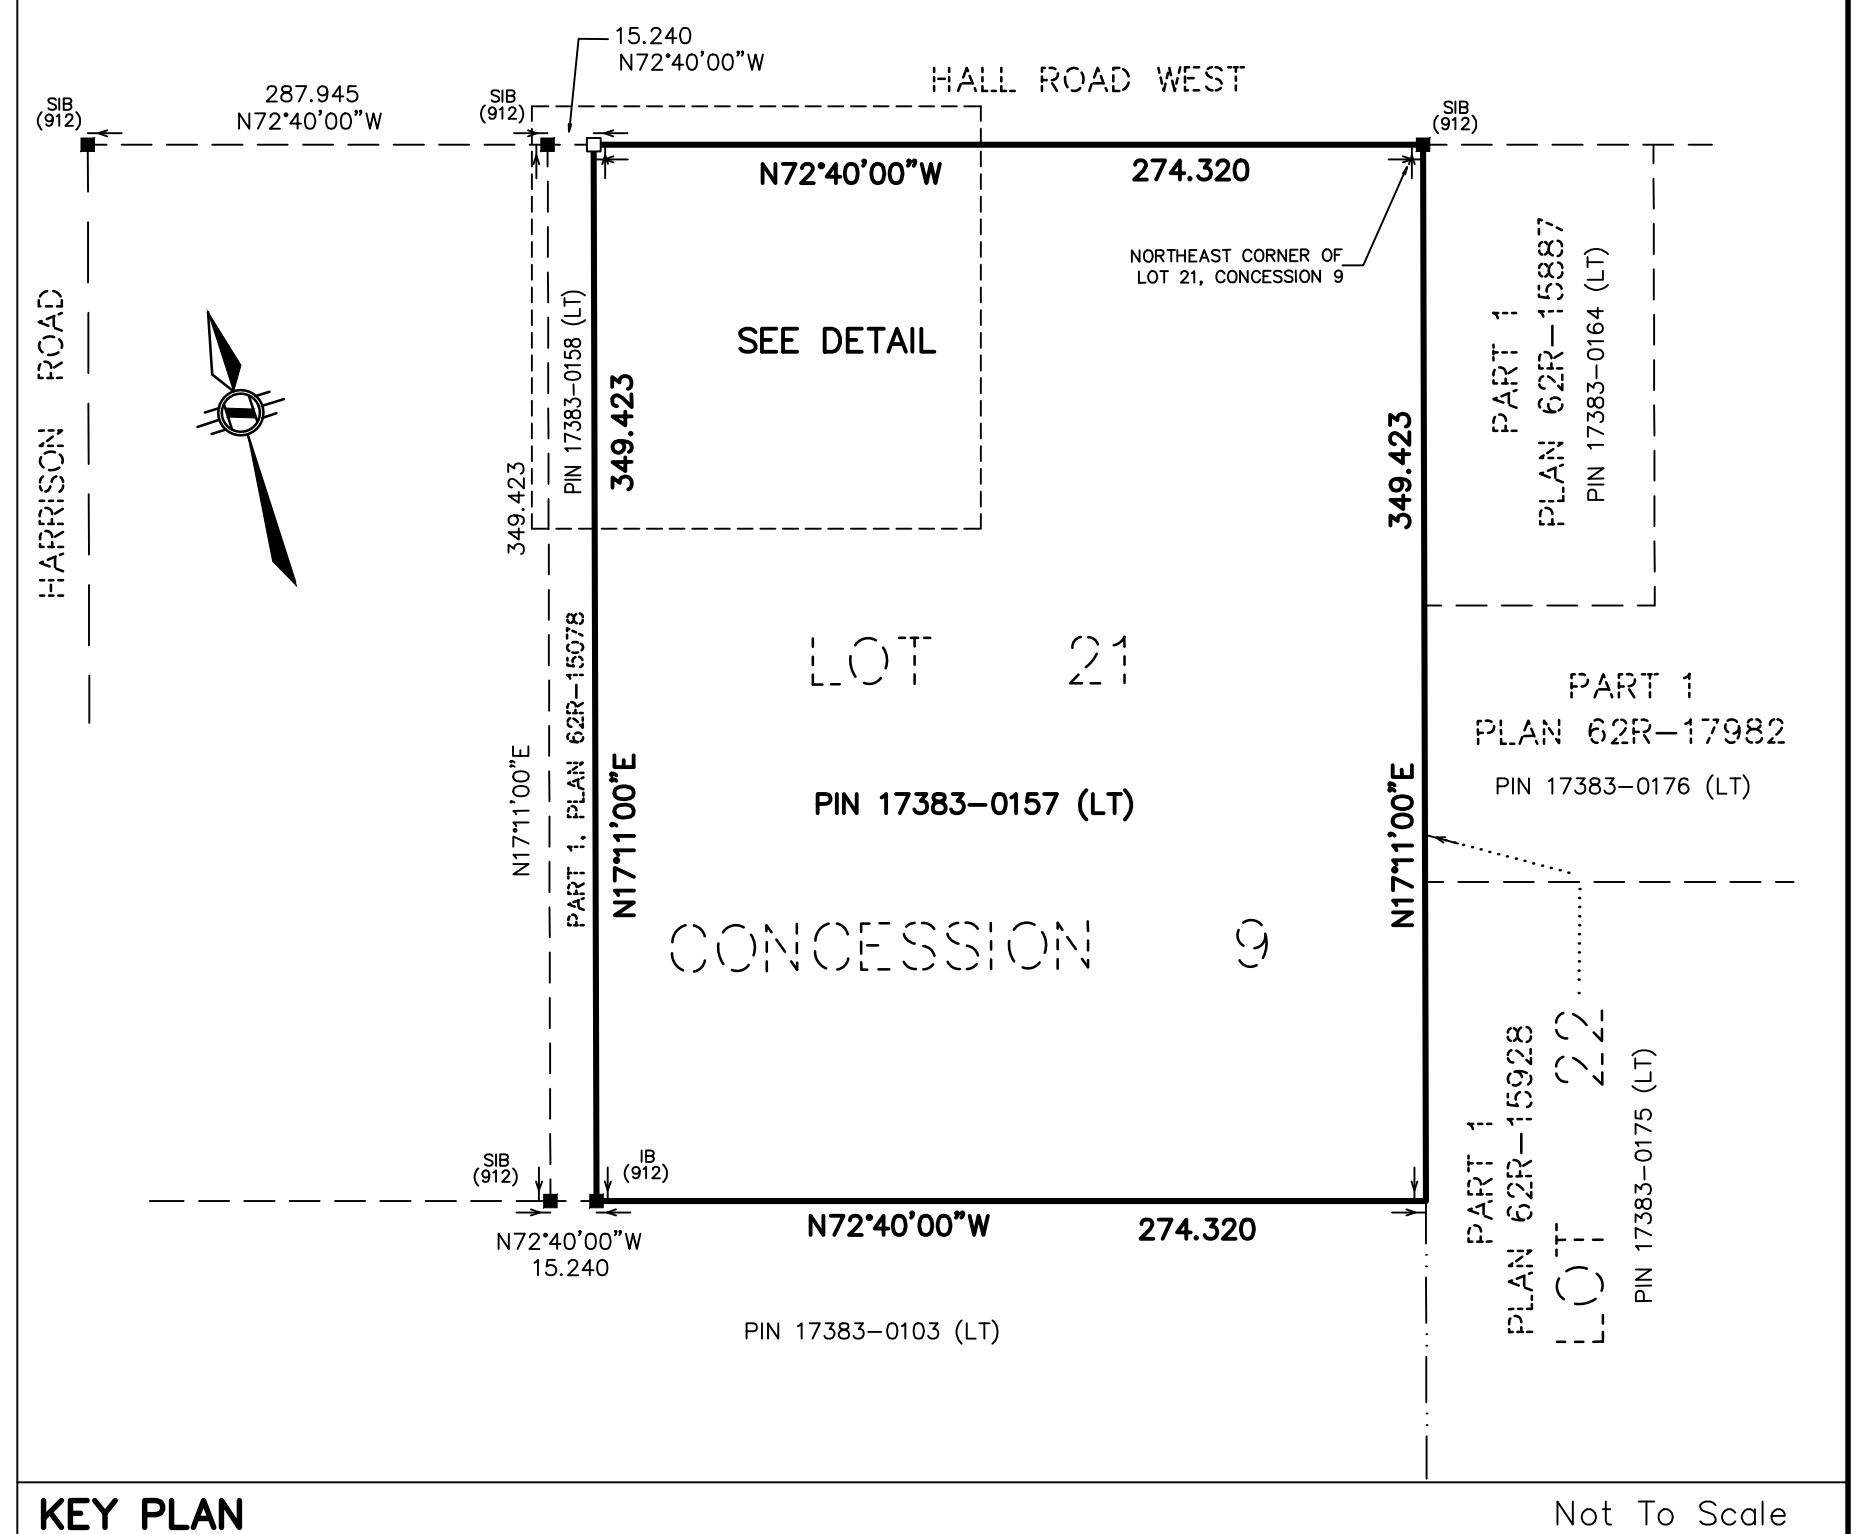 15.240
N72°40'00"W
HALL ROAD WEST
287.945
N72°40'00"W
SIB
(912)
SIB
(912)
SIB
(912)
N72°40'00"W
274.320
NORTHEAST CORNER OF
LOT 21, CONCESSION 9
HARRISON ROAD
SEE DETAIL
PIN 17383-0158 (LT)
349.423
349.423
349.423
PART 1
PLAN 62R-15887
PIN 17383-0164 (LT)
LOT 21
PART 1
PLAN 62R-17982
PIN 17383-0176 (LT)
PIN 17383-0157 (LT)
N17°11'00"E
PART 1, PLAN 62R-15078
N17°11'00"E
N17°11'00"E
CONCESSION 9
PART 1
PLAN 62R-15928
LOT 22
PIN 17383-0175 (LT)
SIB
(912)
IB
(912)
N72°40'00"W
15.240
N72°40'00"W
274.320
PIN 17383-0103 (LT)
KEY PLAN
Not To Scale